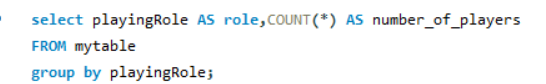 select playingRole AS role,COUNT(*) AS number_of_players
FROM mytable
group by playingRole;